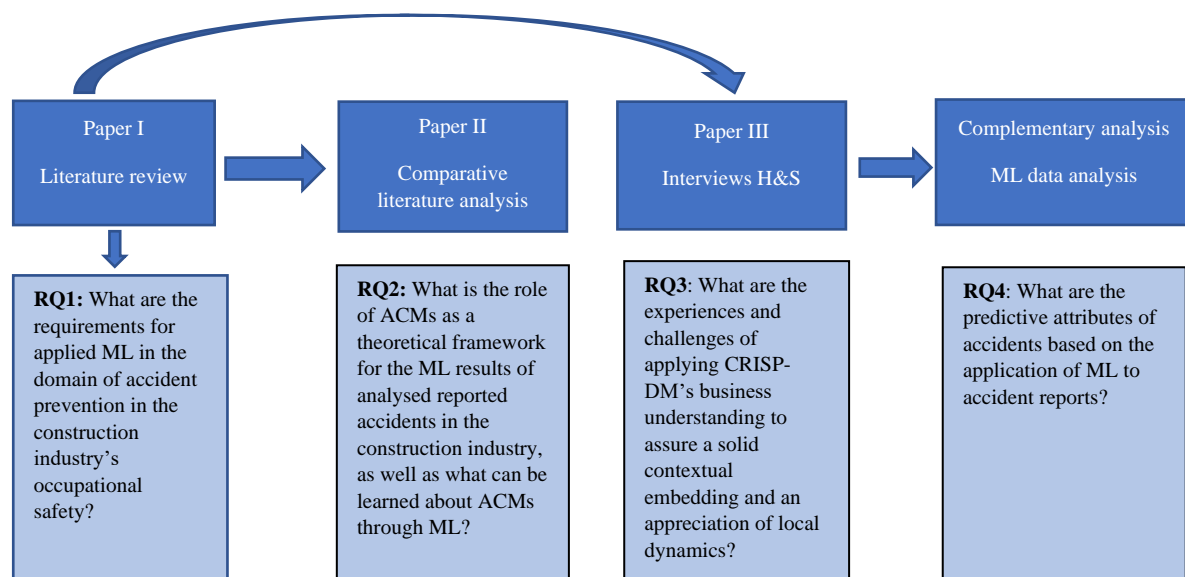 Paper I
Literature review
Paper II
Comparative
literature analysis
Paper III
Interviews H&S
Complementary analysis
ML data analysis
RQ1: What are the
requirements for
applied ML in the
domain of accident
prevention in the
construction
industry's
occupational
safety?
RQ2: What is the role
of ACMs as a
theoretical framework
for the ML results of
analysed reported
accidents in the
construction industry,
as well as what can be
learned about ACMs
through ML?
RQ3: What are the
experiences and
challenges of
applying CRISP-
DM's business
understanding to
assure a solid
contextual
embedding and an
appreciation of local
dynamics?
RQ4: What are the
predictive attributes of
accidents based on the
application of ML to
accident reports?